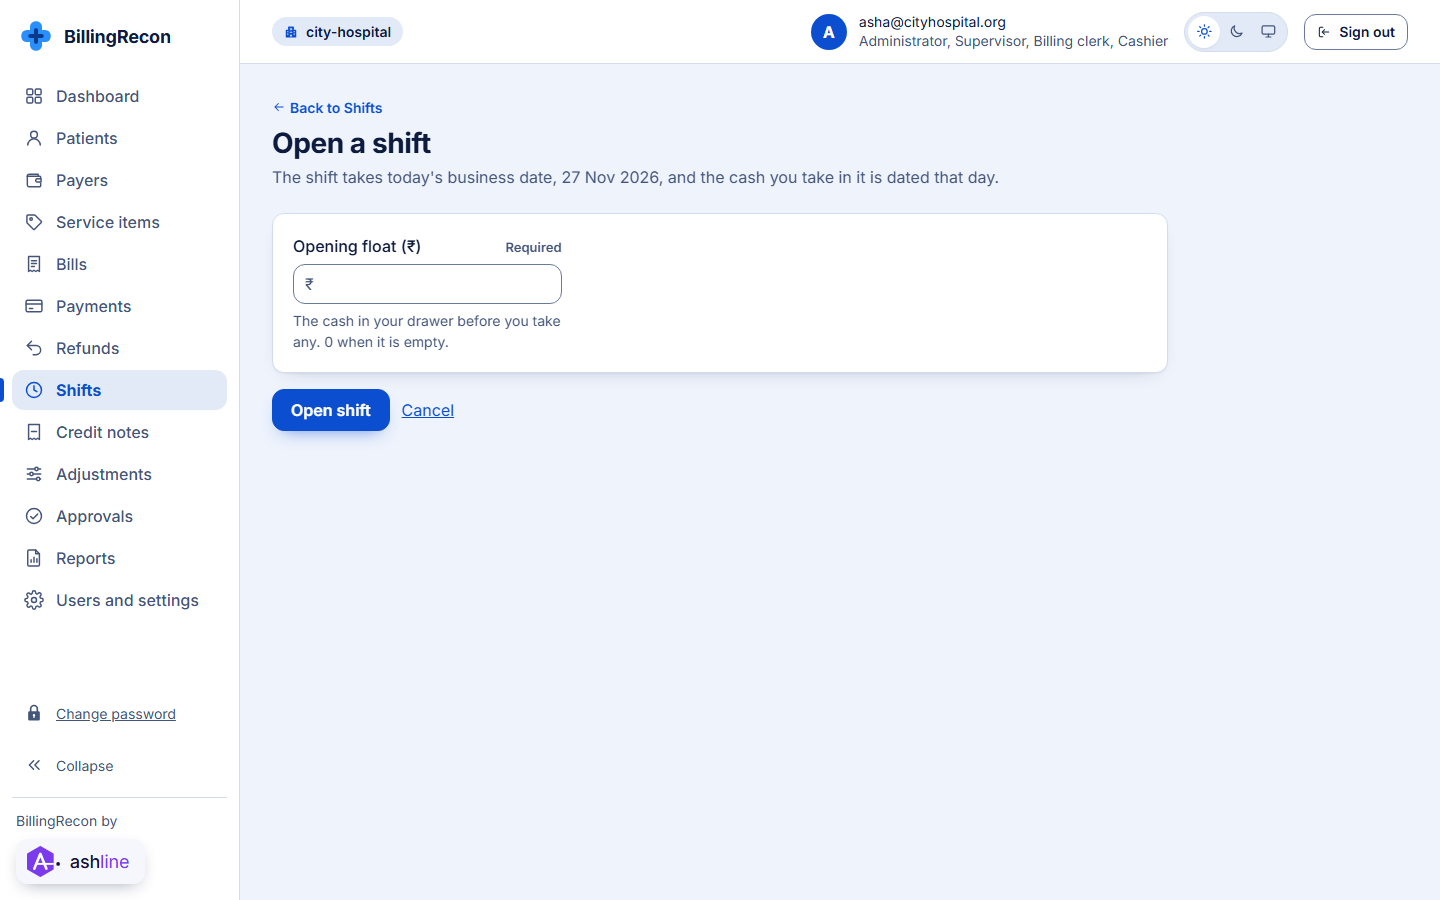 BillingRecon
Dashboard
Patients
Payers
Service items
Bills
Payments
Refunds
Shifts
Credit notes
Adjustments
Approvals
Reports
Users and settings
Change password
Collapse
BillingRecon by
A
ashline
city-hospital
A
asha@cityhospital.org
Administrator, Supervisor, Billing clerk, Cashier
Sign out
Back to Shifts
Open a shift
The shift takes today's business date, 27 Nov 2026, and the cash you take in it is dated that day.
Opening float (₹) Required
₹
The cash in your drawer before you take
any. 0 when it is empty.
Open shift Cancel